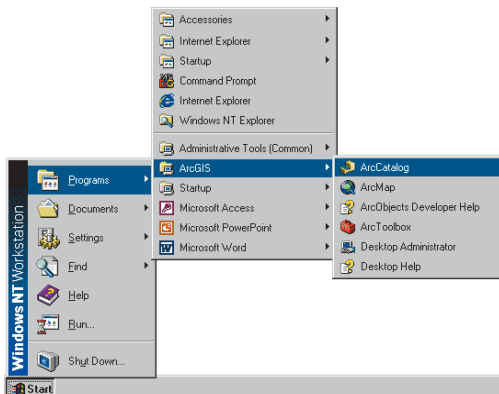 Accessories
Internet Explorer
Startup
Command Prompt
Internet Explorer
Windows NT Explorer
Administrative Tools (Common)
ArcGIS
Startup
Microsoft Access
Microsoft PowerPoint
Microsoft Word
ArcCatalog
ArcMap
ArcObjects Developer Help
ArcToolbox
Desktop Administrator
Desktop Help
Programs
Documents
Settings
Find
Help
Run...
Shut Down...
Windows NT Workstation
Start